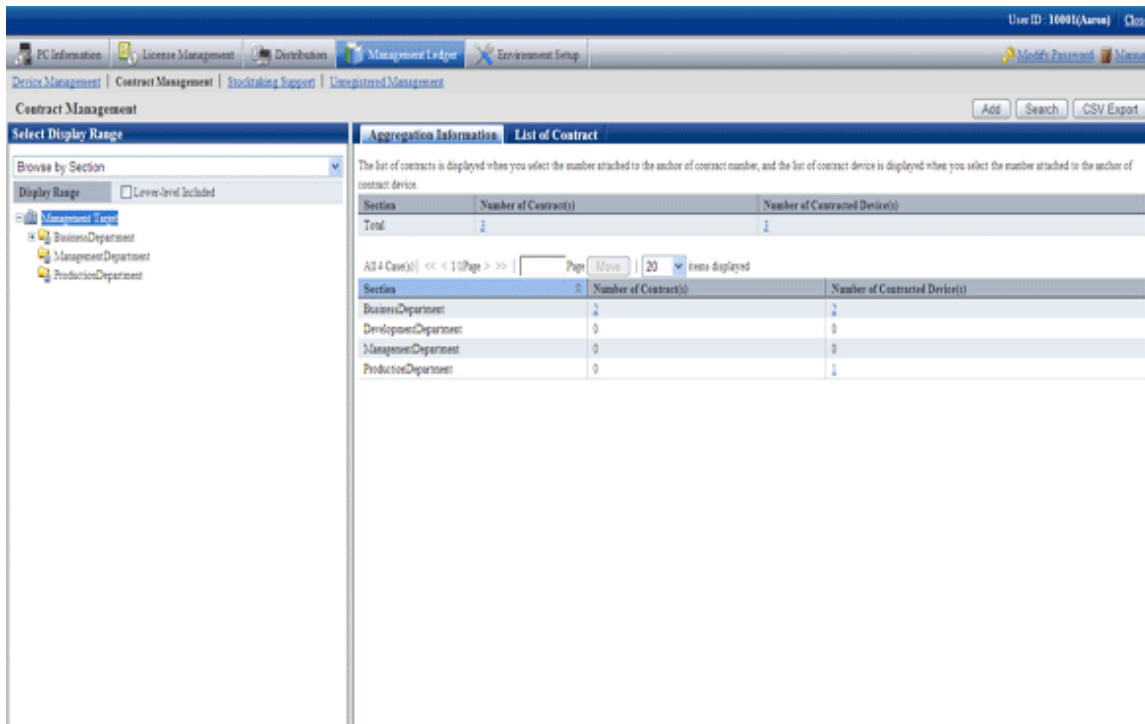 User ID : 10001(Aaron) Close
PC Information License Management Distribution Management Ledger Environment Setup Modify Password Manual
Device Management | Contract Management | Stocktaking Support | Unregistered Management
Contract Management Add Search CSV Export
Select Display Range Aggregation Information List of Contract
Browse by Section
The list of contracts is displayed when you select the number attached to the anchor of contract number, and the list of contract device is displayed when you select the number attached to the anchor of
contract device.
Display Range Lower-level Included
Section Number of Contract(s) Number of Contracted Device(s)
Management Target
Total
BusinessDepartment
ManagementDepartment
ProductionDepartment
All 4 Case(s) | << < 1/1Page > >> | Page Move | 20 items displayed
Section Number of Contract(s) Number of Contracted Device(s)
BusinessDepartment
DevelopmentDepartment 0 0
ManagementDepartment 0 0
ProductionDepartment 0 1